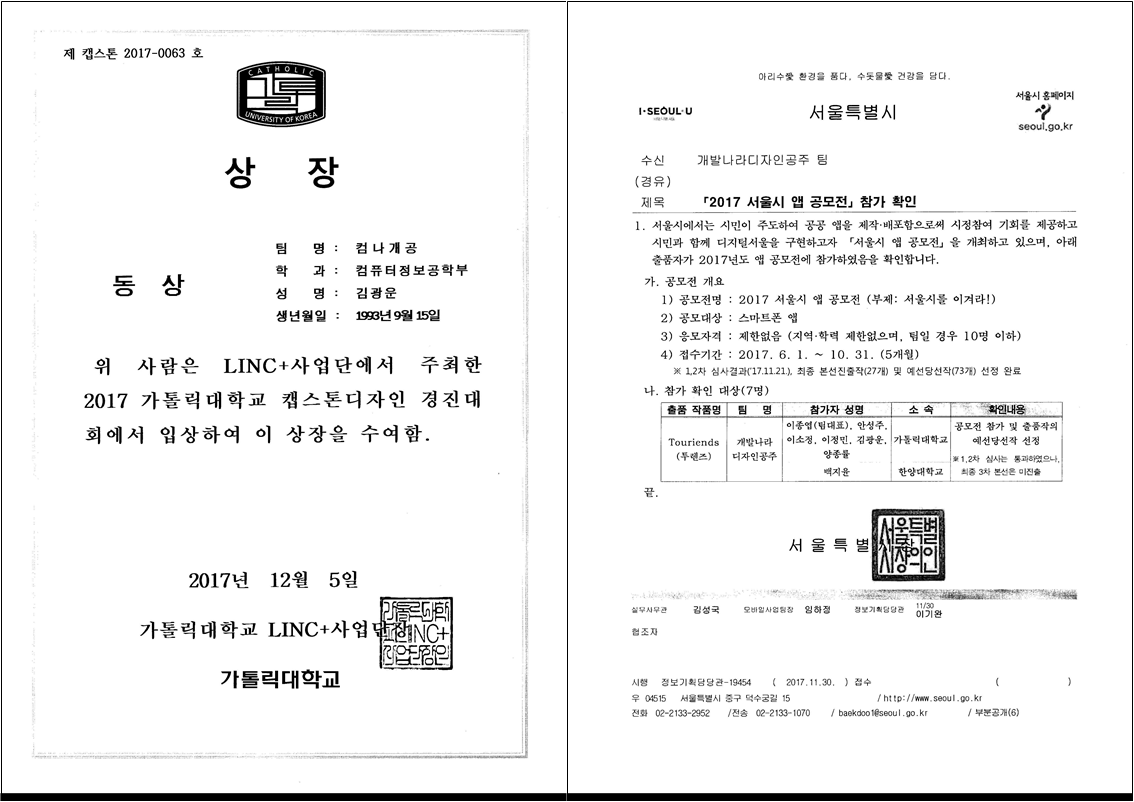 제 캡스톤 2017-0063 호
CATHOLIC
UNIVERSITY OF KOREA
상 장
동 상
팀 명 : 컴나개공
학 과 : 컴퓨터정보공학부
성 명 : 김광운
생년월일 : 1993년 9월 15일
위 사람은 LINC+사업단에서 주최한
2017 가톨릭대학교 캡스톤디자인 경진대
회에서 입상하여 이 상장을 수여함.
2017년 12월 5일
가톨릭대학교 LINC+사업단장
가톨릭대학교
아리수愛 환경을 품다, 수돗물愛 건강을 담다.
I·SEOUL·U
서울특별시
서울시 홈페이지
seoul.go.kr
수신 개발나라디자인공주 팀
(경유)
제목 「2017 서울시 앱 공모전」 참가 확인
1. 서울시에서는 시민이 주도하여 공공 앱을 제작·배포함으로써 시정참여 기회를 제공하고
시민과 함께 디지털서울을 구현하고자 「서울시 앱 공모전」을 개최하고 있으며, 아래
출품자가 2017년도 앱 공모전에 참가하였음을 확인합니다.
가. 공모전 개요
1) 공모전명 : 2017 서울시 앱 공모전 (부제: 서울시를 이겨라!)
2) 공모대상 : 스마트폰 앱
3) 응모자격 : 제한없음 (지역·학력 제한없으며, 팀일 경우 10명 이하)
4) 접수기간 : 2017. 6. 1. ~ 10. 31. (5개월)
※ 1,2차 심사결과('17.11.21.), 최종 본선진출작(27개) 및 예선당선작(73개) 선정 완료
나. 참가 확인 대상(7명)
출품 작품명 팀 명 참가자 성명 소 속 확인내용
Touriends
(투렌즈)
개발나라
디자인공주
이종영(팀대표), 안성주,
이소정, 이정민, 김광운,
양종률
가톨릭대학교
백지윤
한양대학교
공모전 참가 및 출품작의
예선당선작 선정
※ 1,2차 심사는 통과하였으나,
최종 3차 본선은 미진출
끝.
서울특별시장
서울특별
시장의인
실무사무관 김성국 모바일사업팀장 임하정 정보기획담당관 11/30 이기완
협조자
시행 정보기획담당관-19454 ( 2017.11.30. ) 접수 ( )
우 04515 서울특별시 중구 덕수궁길 15 / http://www.seoul.go.kr
전화 02-2133-2952 /전송 02-2133-1070 / baekdoo1@seoul.go.kr / 부분공개(6)